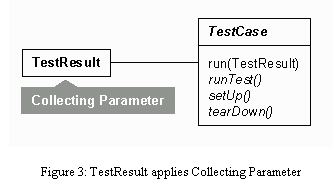 TestCase
TestResult
run(TestResult)
runTest()
Collecting Parameter
setUp()
tearDown()
Figure 3: TestResult applies Collecting Parameter